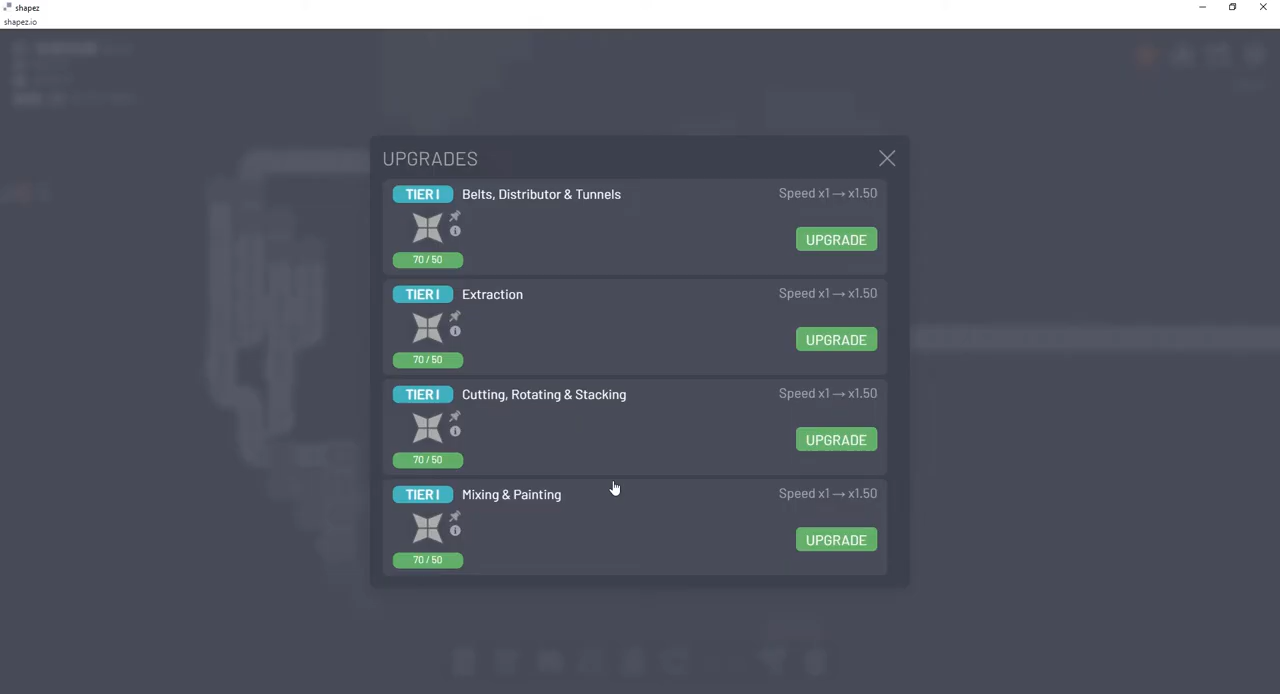 shapez
shapez.io
UPGRADES
TIER I Belts, Distributor & Tunnels Speed x1→x1.50
UPGRADE
70 / 50
TIER I Extraction Speed x1→x1.50
UPGRADE
70 / 50
TIER I Cutting, Rotating & Stacking Speed x1→x1.50
UPGRADE
70 / 50
TIER I Mixing & Painting Speed x1→x1.50
UPGRADE
70 / 50